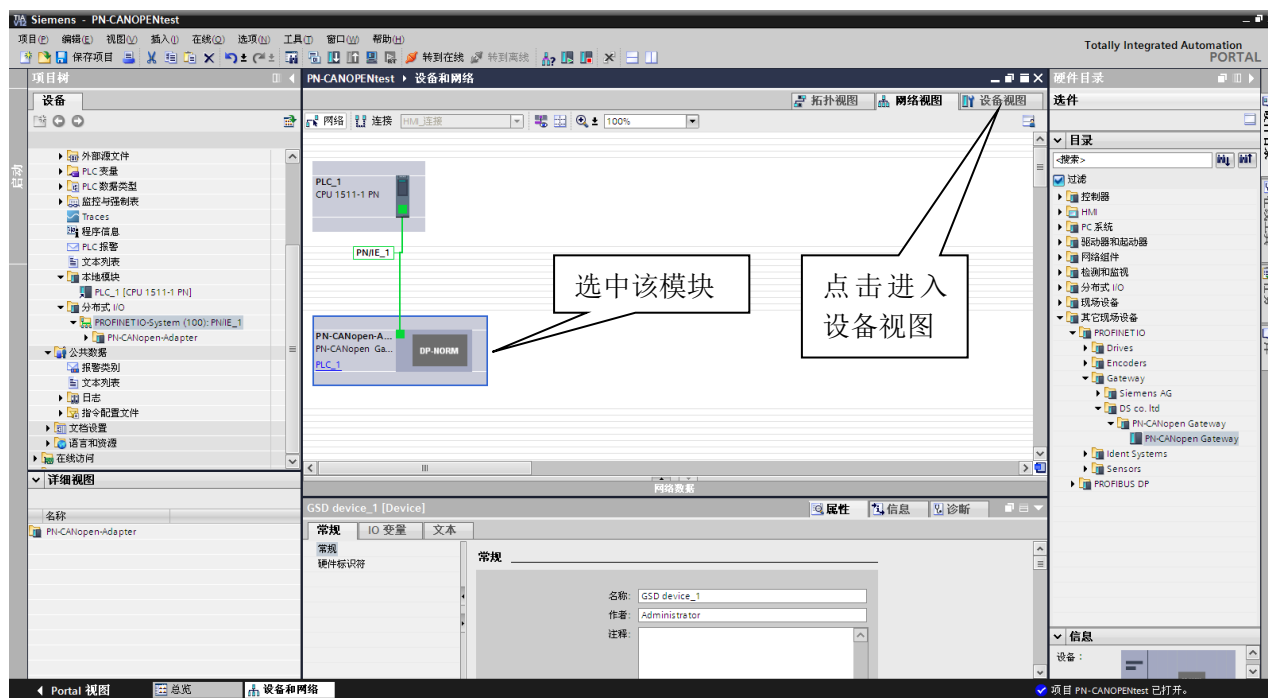 Siemens - PN-CANOPENtest
项目(P) 编辑(E) 视图(V) 插入(I) 在线(O) 选项(N) 工具(T) 窗口(W) 帮助(H)
Totally Integrated Automation
PORTAL
保存项目 转到在线 转到离线
项目树
PN-CANOPENtest ▸ 设备和网络
硬件目录
设备
拓扑视图 网络视图 设备视图
选件
网络 连接 HMI_连接 100%
启动
外部源文件
PLC 变量
PLC 数据类型
监控与强制表
Traces
程序信息
PLC 报警
文本列表
本地模块
PLC_1 [CPU 1511-1 PN]
分布式 I/O
PROFINET IO-System (100): PN/IE_1
PN-CANopen-Adapter
公共数据
报警类别
文本列表
日志
指令配置文件
文档设置
语言和资源
在线访问
详细视图
名称
PN-CANopen-Adapter
PLC_1
CPU 1511-1 PN
PN/IE_1
PN-CANopen-A...
PN-CANopen Ga...
PLC_1
DP-NORM
选中该模块
点击进入
设备视图
网络数据
GSD device_1 [Device]
属性 信息 诊断
常规 IO 变量 文本
常规
硬件标识符
常规
名称: GSD device_1
作者: Administrator
注释:
目录
<搜索>
过滤
控制器
HMI
PC 系统
驱动器和起动器
网络组件
检测和监视
分布式 I/O
现场设备
其它现场设备
PROFINET IO
Drives
Encoders
Gateway
Siemens AG
DS co. ltd
PN-CANopen Gateway
PN-CANopen Gateway
Ident Systems
Sensors
PROFIBUS DP
信息
设备：
Portal 视图 总览 设备和网络
项目 PN-CANOPENtest 已打开。